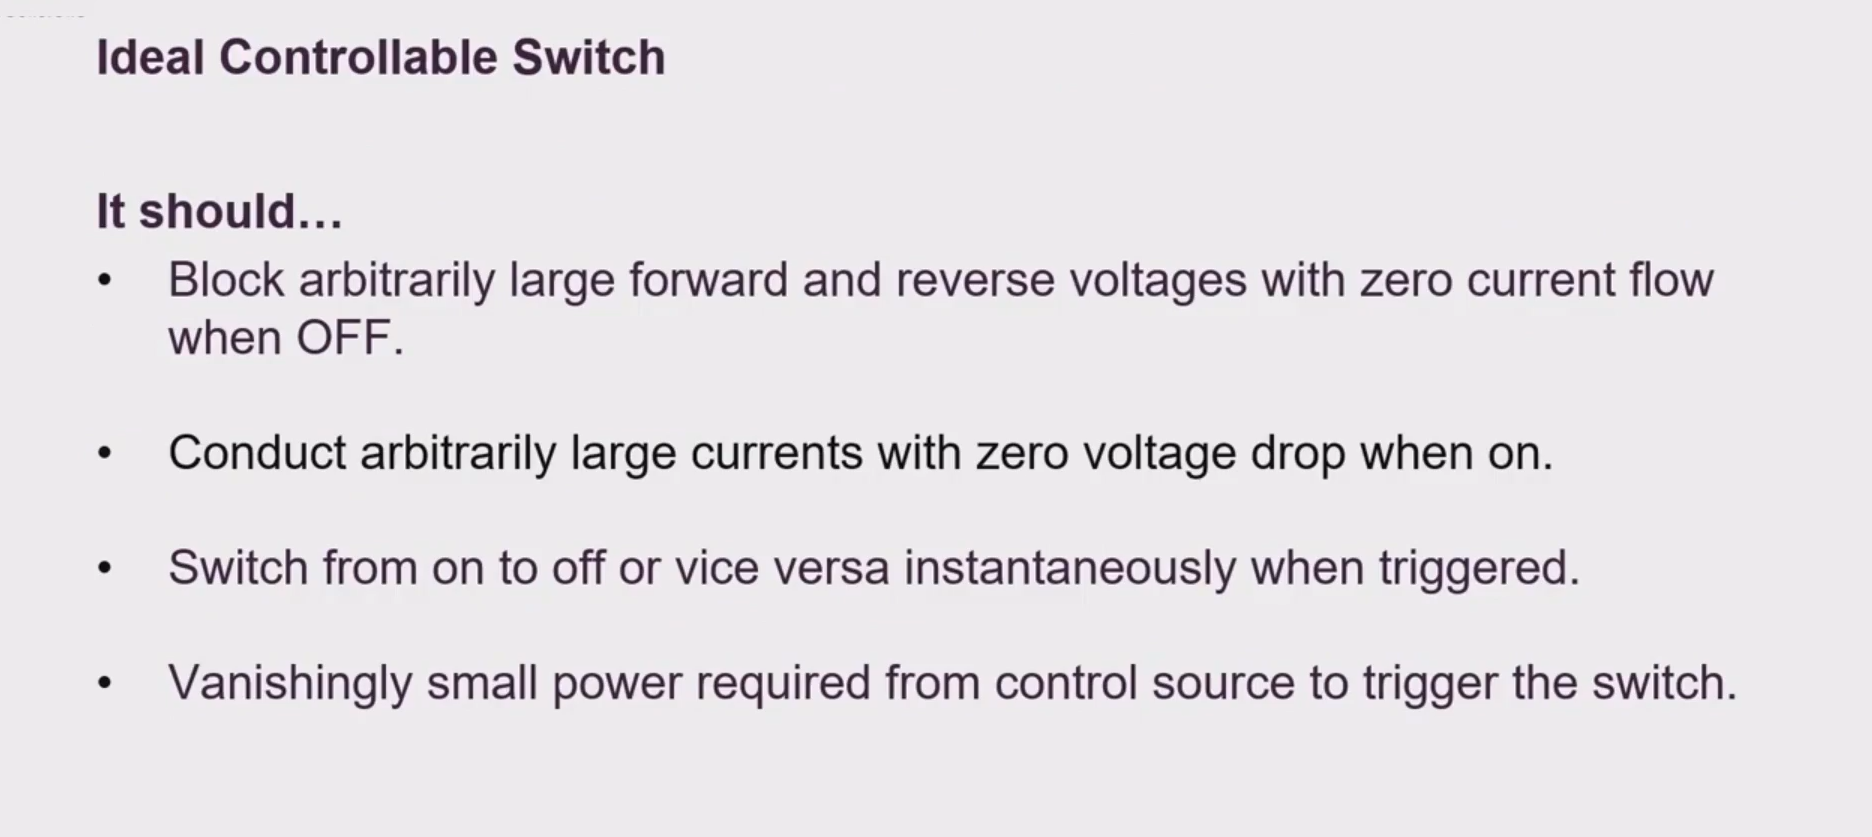 Ideal Controllable Switch
It should...
• Block arbitrarily large forward and reverse voltages with zero current flow
when OFF.
• Conduct arbitrarily large currents with zero voltage drop when on.
• Switch from on to off or vice versa instantaneously when triggered.
• Vanishingly small power required from control source to trigger the switch.